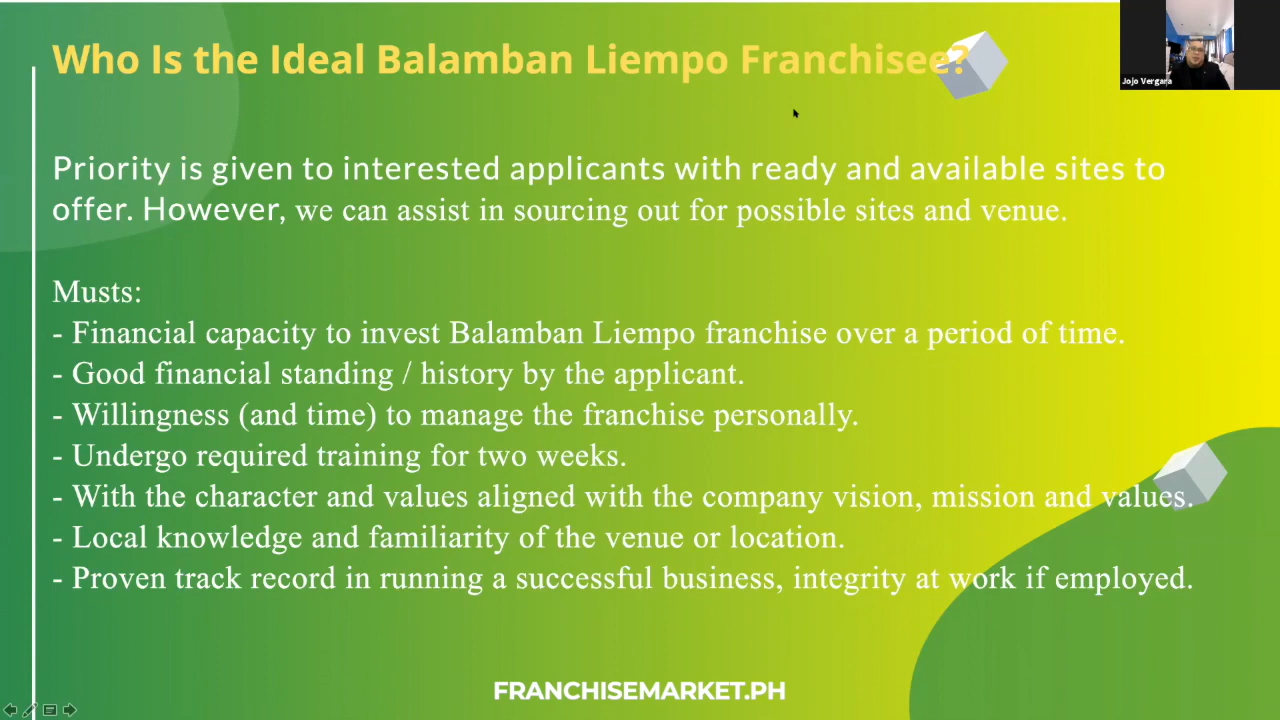 Who Is the Ideal Balamban Liempo Franchisee?
Jojo Vergara
Priority is given to interested applicants with ready and available sites to
offer. However, we can assist in sourcing out for possible sites and venue.
Musts:
- Financial capacity to invest Balamban Liempo franchise over a period of time.
- Good financial standing / history by the applicant.
- Willingness (and time) to manage the franchise personally.
- Undergo required training for two weeks.
- With the character and values aligned with the company vision, mission and values.
- Local knowledge and familiarity of the venue or location.
- Proven track record in running a successful business, integrity at work if employed.
FRANCHISEMARKET.PH